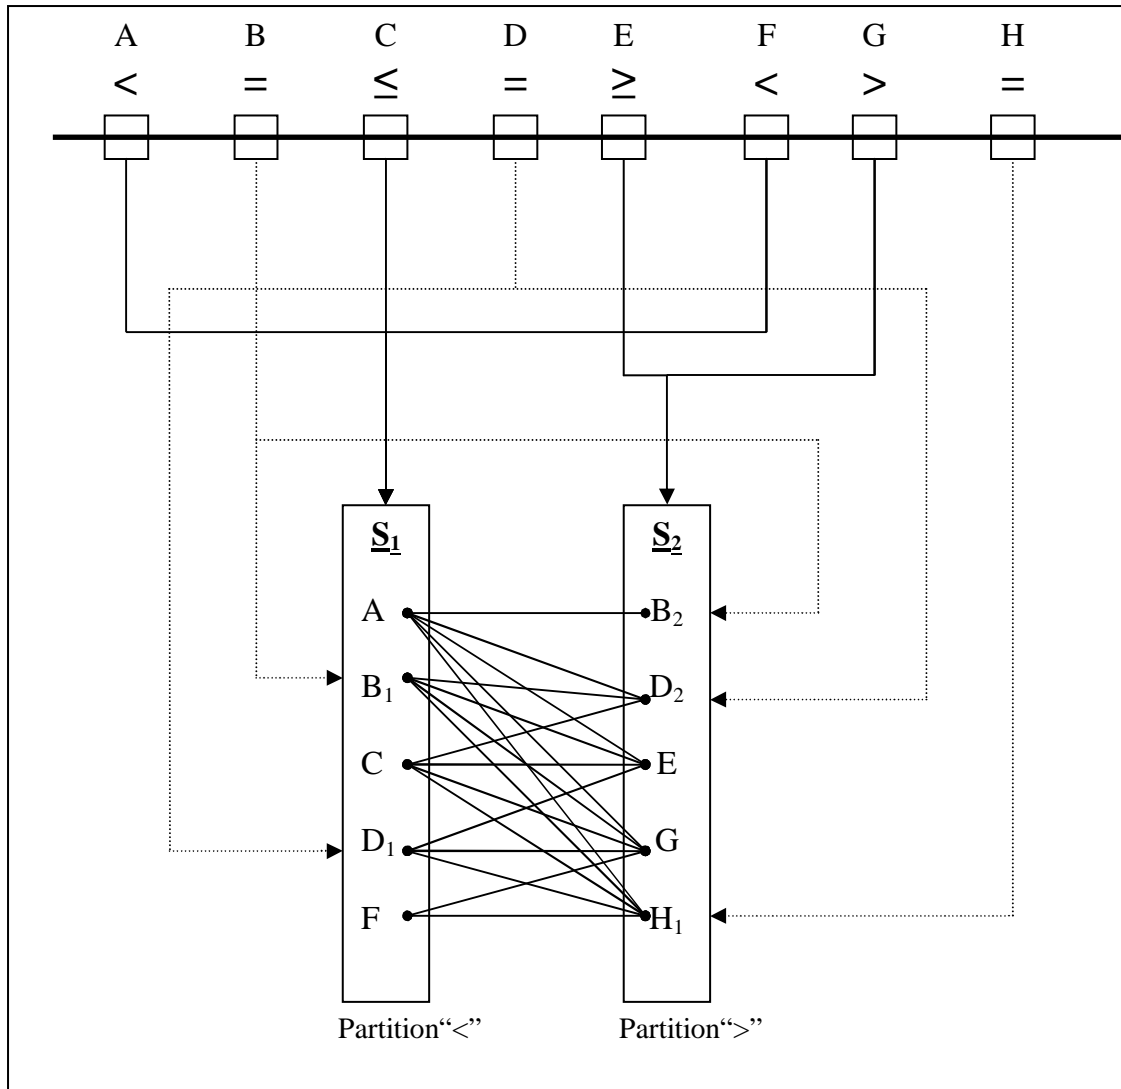 A B C D E F G H
< = ≤ = ≥ < > =
S₁ S₂
A B₂
B₁ D₂
C E
D₁ G
F H₁
Partition“<” Partition“>”